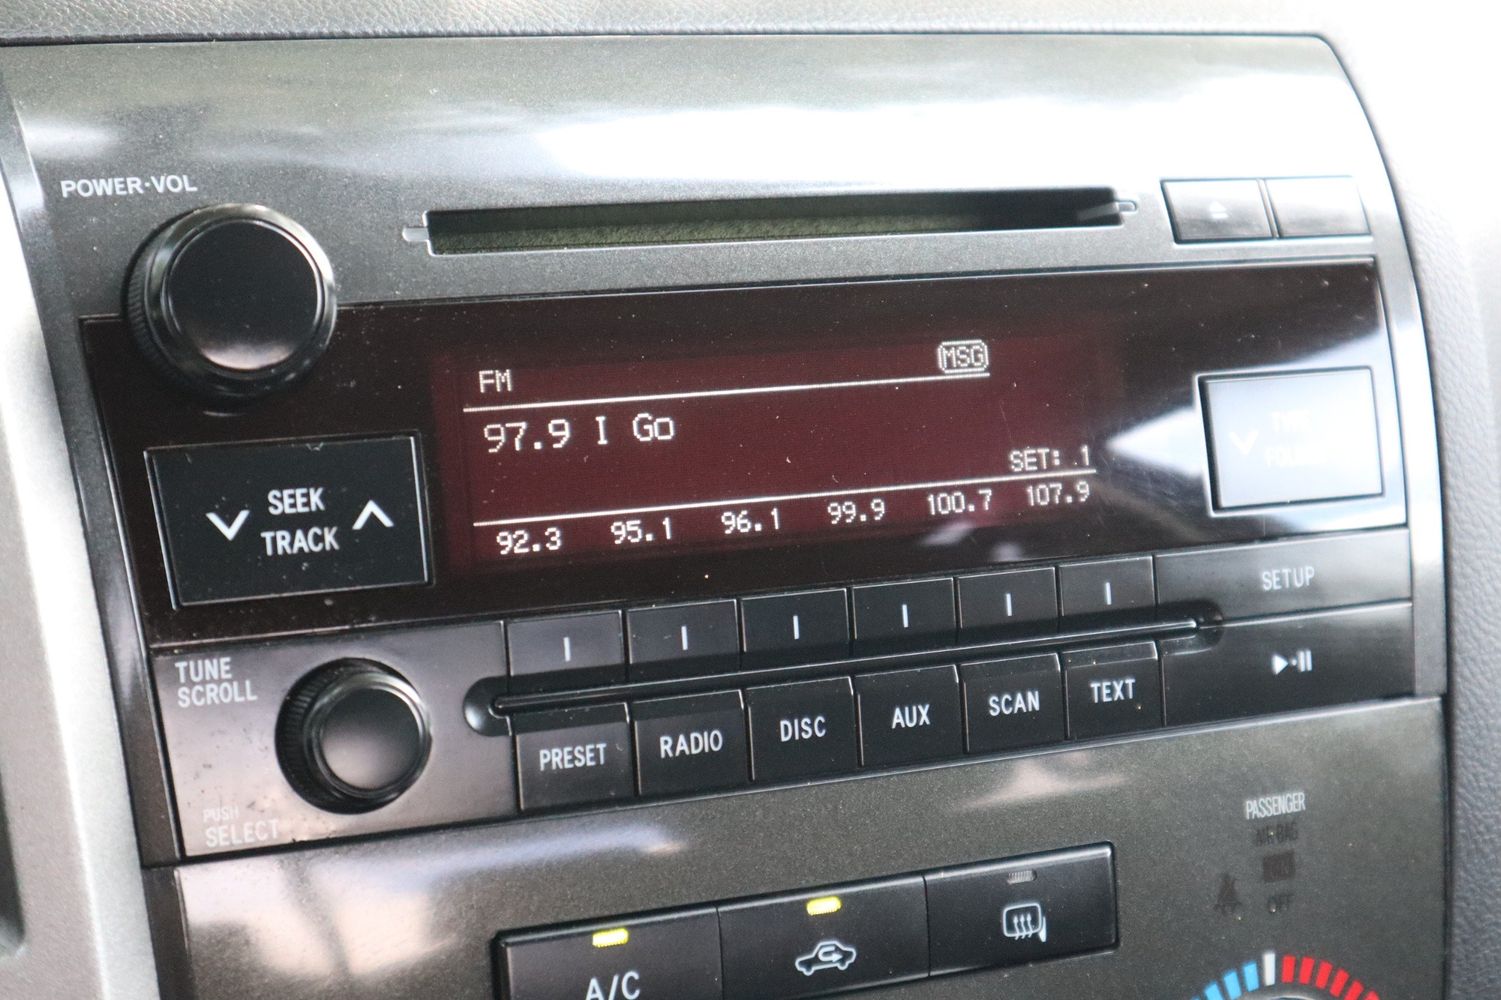 POWER·VOL
FM MSG
97.9 I Go
SET: 1
92.3 95.1 96.1 99.9 100.7 107.9
SEEK
TRACK
SETUP
TUNE
SCROLL
PUSH
SELECT
PRESET RADIO DISC AUX SCAN TEXT
PASSENGER
AIRBAG
OFF
A/C